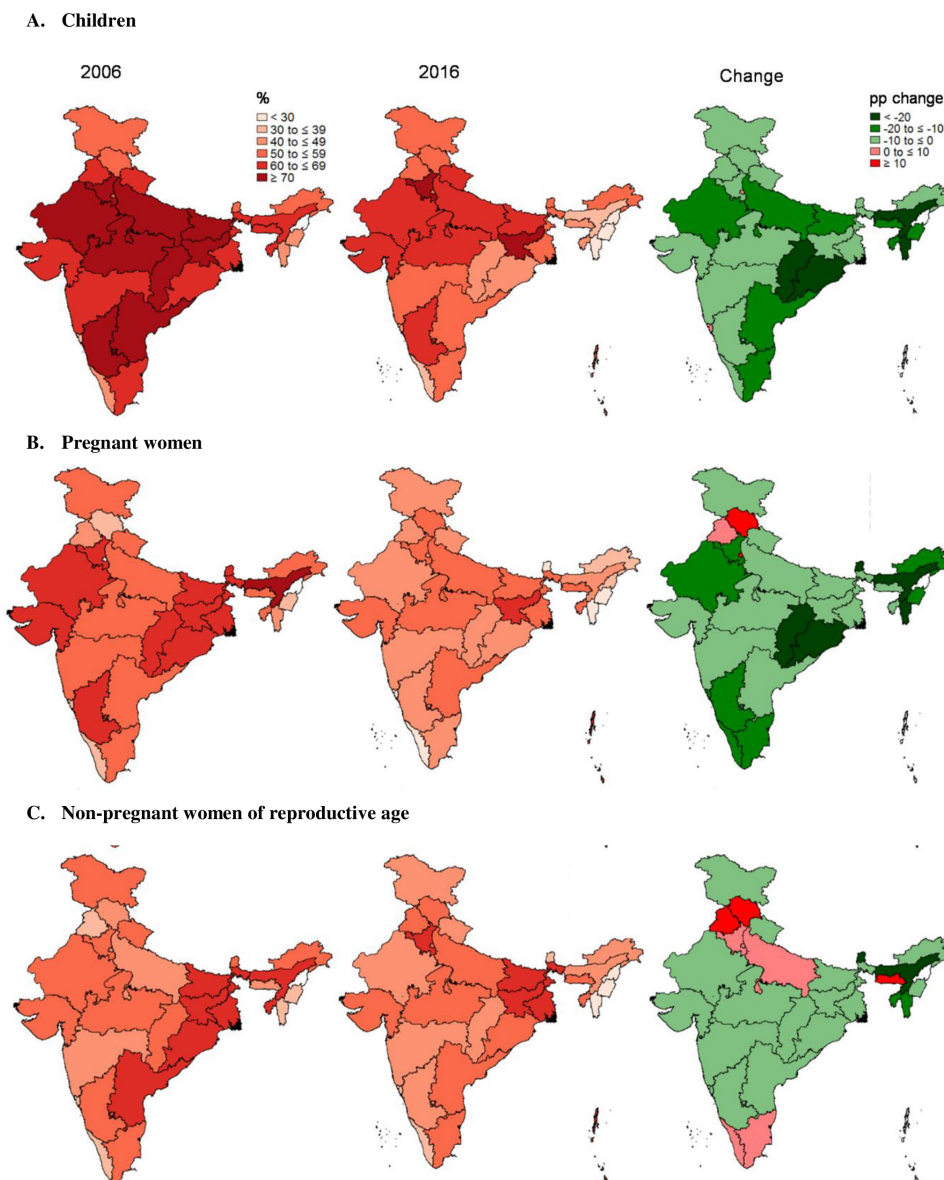 A. Children
2006
2016
Change
%
< 30
30 to ≤ 39
40 to ≤ 49
50 to ≤ 59
60 to ≤ 69
≥ 70
pp change
< -20
-20 to ≤ -10
-10 to ≤ 0
0 to ≤ 10
≥ 10
B. Pregnant women
C. Non-pregnant women of reproductive age